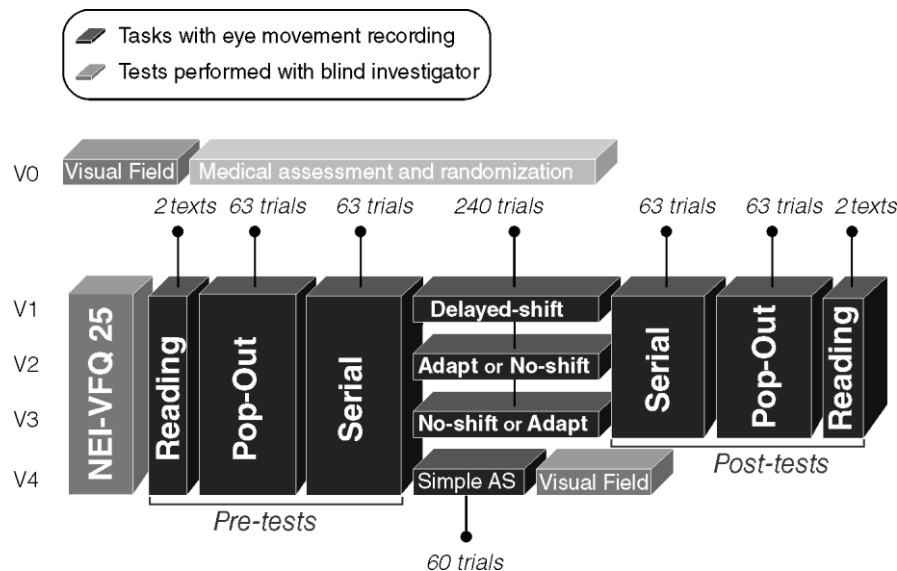 Tasks with eye movement recording
Tests performed with blind investigator
V0
Visual Field
Medical assessment and randomization
2 texts
63 trials
63 trials
240 trials
63 trials
63 trials
2 texts
V1
V2
V3
V4
NEI-VFQ 25
Reading
Pop-Out
Serial
Delayed-shift
Adapt or No-shift
No-shift or Adapt
Simple AS
Visual Field
Serial
Pop-Out
Reading
Pre-tests
Post-tests
60 trials